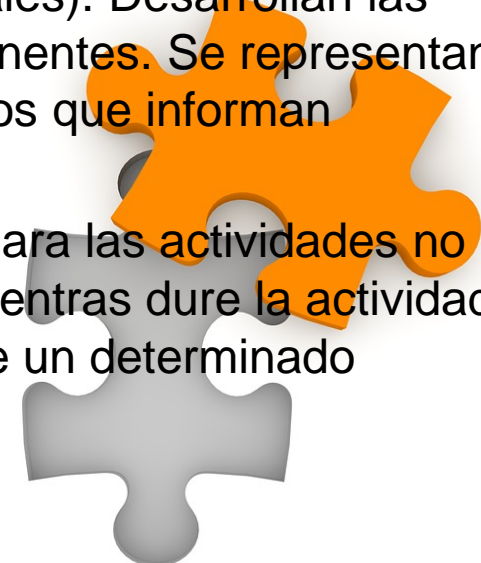 ales). Desarrollan las
nentes. Se representan
os que informan
ara las actividades no
entras dure la actividad
e un determinado